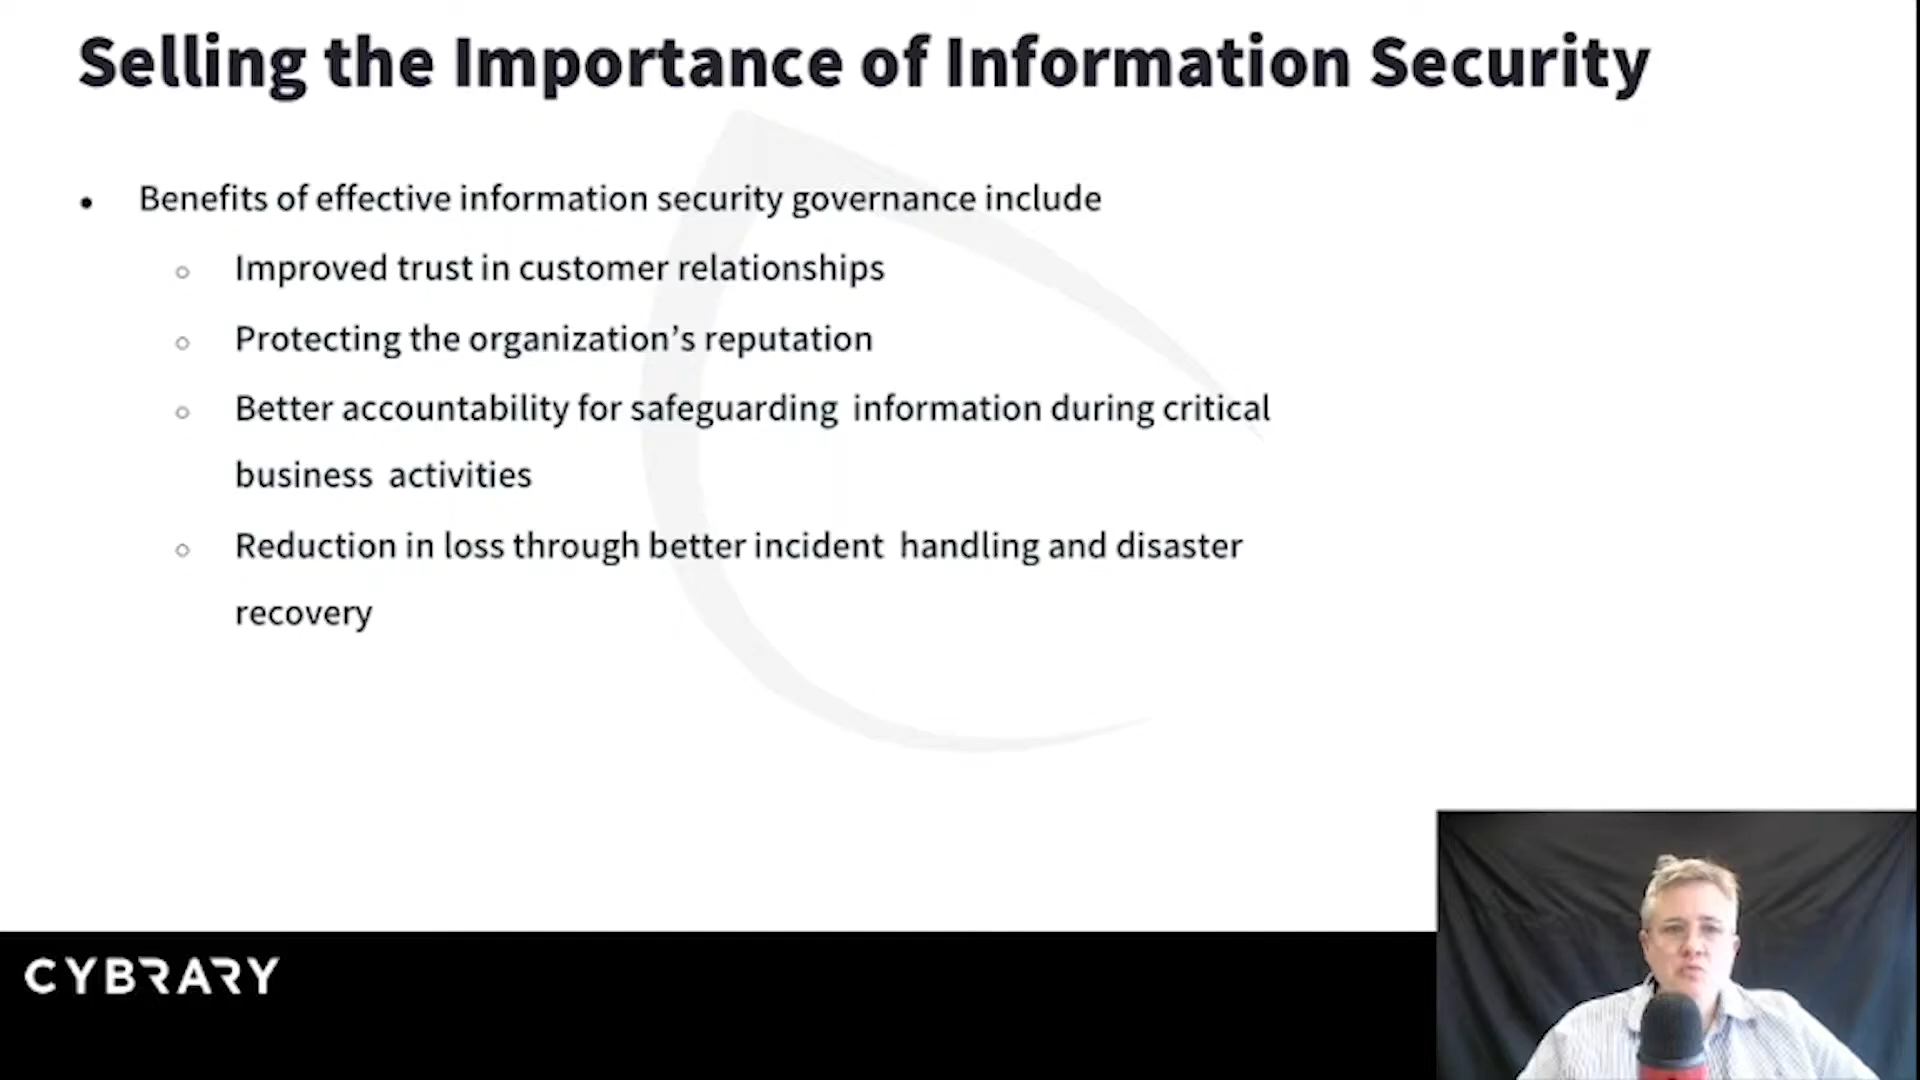 Selling the Importance of Information Security
• Benefits of effective information security governance include
○ Improved trust in customer relationships
○ Protecting the organization’s reputation
○ Better accountability for safeguarding information during critical
business activities
○ Reduction in loss through better incident handling and disaster
recovery
CYBRARY